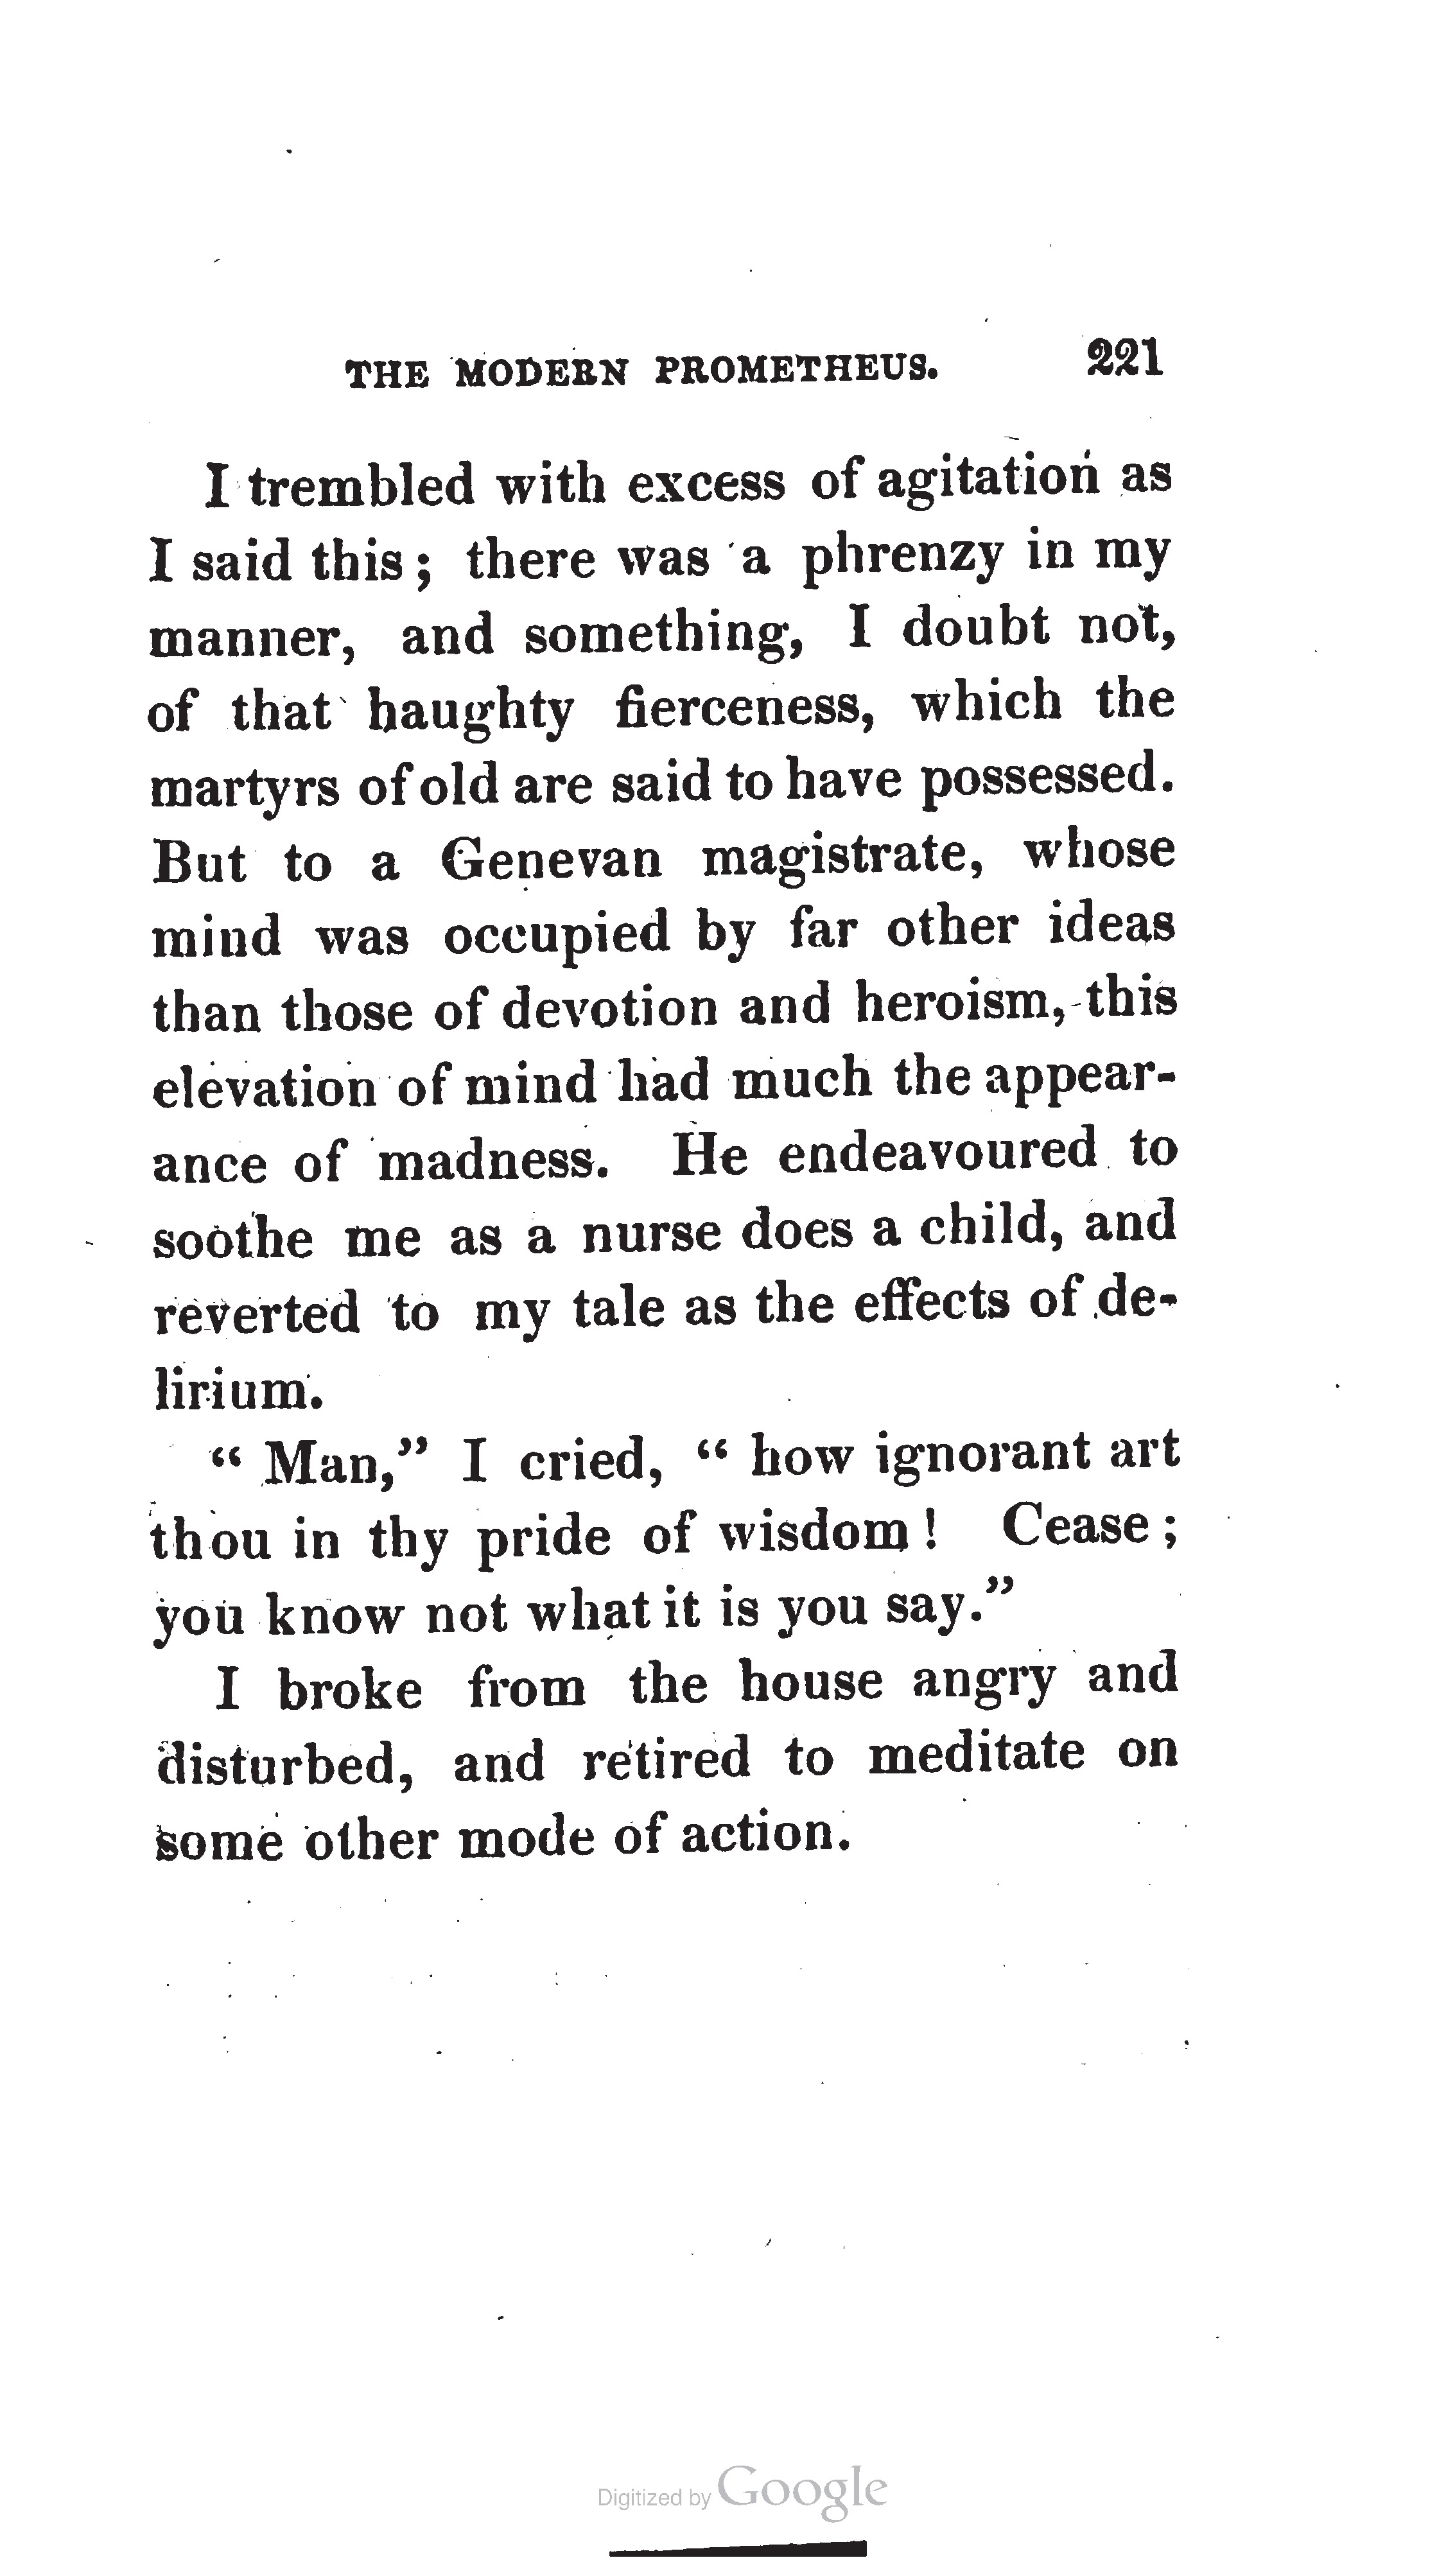 THE MODERN PROMETHEUS. 221
I trembled with excess of agitation as
I said this; there was a phrenzy in my
manner, and something, I doubt not,
of that haughty fierceness, which the
martyrs of old are said to have possessed.
But to a Genevan magistrate, whose
mind was occupied by far other ideas
than those of devotion and heroism, this
elevation of mind had much the appear-
ance of madness. He endeavoured to
soothe me as a nurse does a child, and
reverted to my tale as the effects of de-
lirium.
“ Man,” I cried, “ how ignorant art
thou in thy pride of wisdom! Cease;
you know not what it is you say.”
I broke from the house angry and
disturbed, and retired to meditate on
some other mode of action.
Digitized by Google